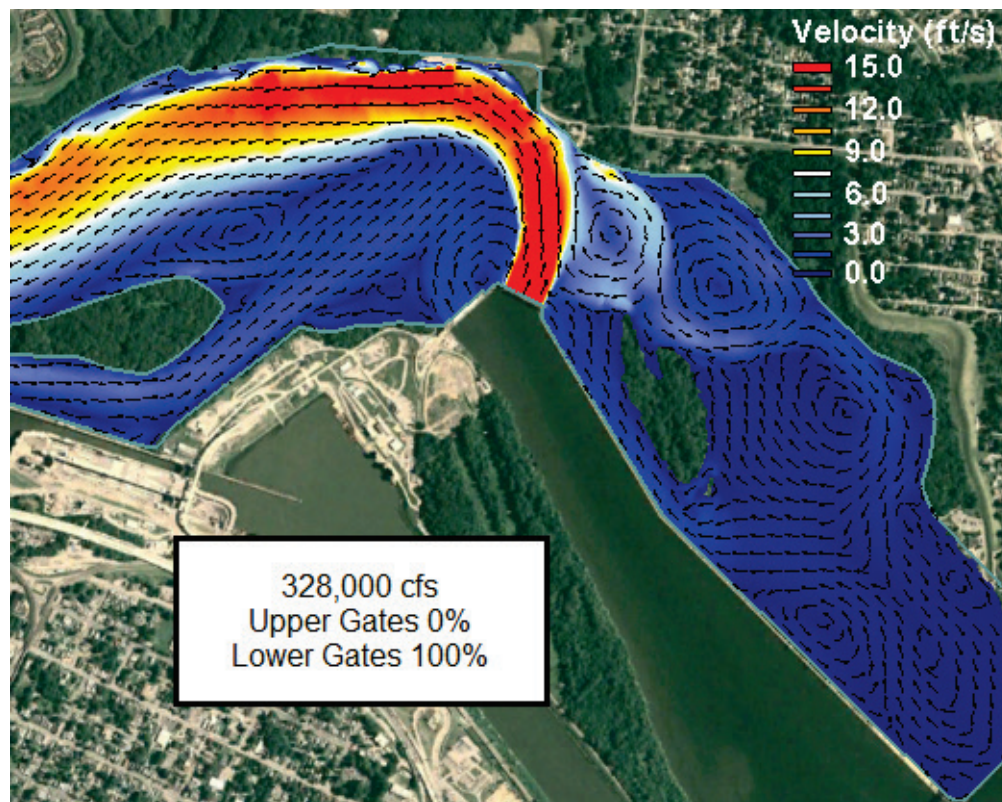 Velocity (ft/s)
15.0
12.0
9.0
6.0
3.0
0.0
328,000 cfs
Upper Gates 0%
Lower Gates 100%